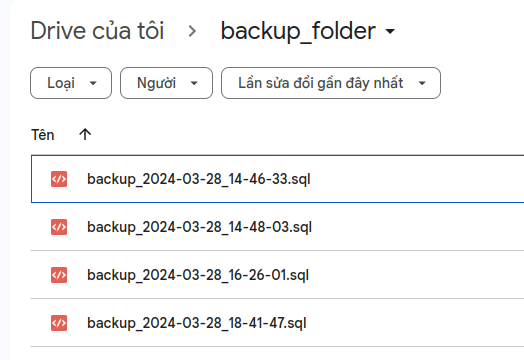 Drive của tôi > backup_folder
Loại Người Lần sửa đổi gần đây nhất
Tên ↑
backup_2024-03-28_14-46-33.sql
backup_2024-03-28_14-48-03.sql
backup_2024-03-28_16-26-01.sql
backup_2024-03-28_18-41-47.sql